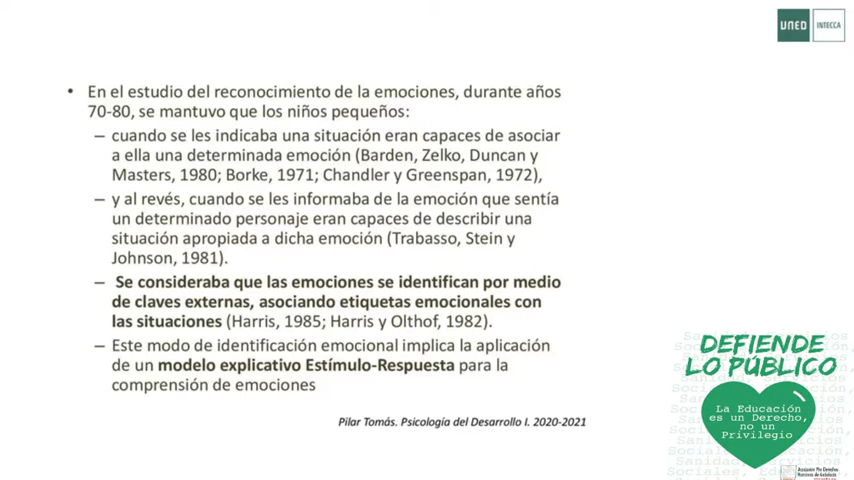 UNED
INTECCA
• En el estudio del reconocimiento de la emociones, durante años
70-80, se mantuvo que los niños pequeños:
– cuando se les indicaba una situación eran capaces de asociar
a ella una determinada emoción (Barden, Zelko, Duncan y
Masters, 1980; Borke, 1971; Chandler y Greenspan, 1972),
– y al revés, cuando se les informaba de la emoción que sentía
un determinado personaje eran capaces de describir una
situación apropiada a dicha emoción (Trabasso, Stein y
Johnson, 1981).
– Se consideraba que las emociones se identifican por medio
de claves externas, asociando etiquetas emocionales con
las situaciones (Harris, 1985; Harris y Olthof, 1982).
– Este modo de identificación emocional implica la aplicación
de un modelo explicativo Estímulo-Respuesta para la
comprensión de emociones
Pilar Tomás. Psicología del Desarrollo I. 2020-2021
DEFIENDE
LO PÚBLICO
La Educación
es un Derecho,
no un
Privilegio